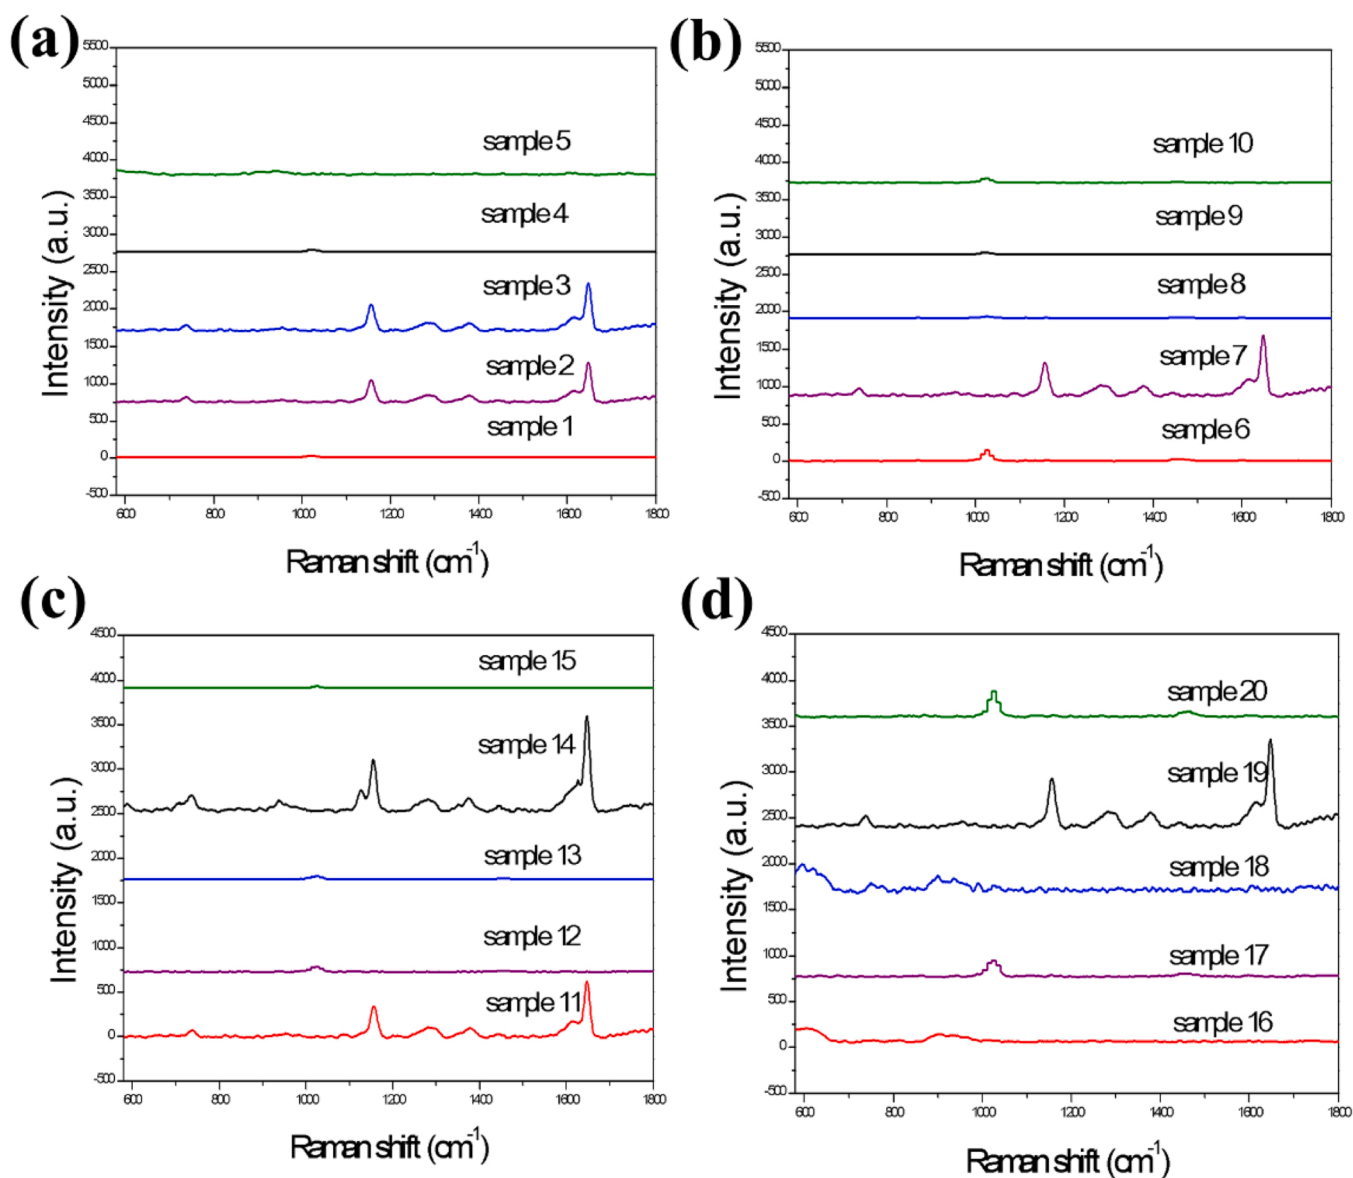 (a)
5500
5000
4500
4000
3500
3000
2500
2000
1500
1000
500
0
-500
Intensity (a.u.)
sample 5
sample 4
sample 3
sample 2
sample 1
600 800 1000 1200 1400 1600 1800
Raman shift (cm-1)
(b)
5500
5000
4500
4000
3500
3000
2500
2000
1500
1000
500
0
-500
Intensity (a.u.)
sample 10
sample 9
sample 8
sample 7
sample 6
600 800 1000 1200 1400 1600 1800
Raman shift (cm-1)
(c)
4500
4000
3500
3000
2500
2000
1500
1000
500
0
-500
Intensity (a.u.)
sample 15
sample 14
sample 13
sample 12
sample 11
600 800 1000 1200 1400 1600 1800
Raman shift (cm-1)
(d)
4500
4000
3500
3000
2500
2000
1500
1000
500
0
-500
Intensity (a.u.)
sample 20
sample 19
sample 18
sample 17
sample 16
600 800 1000 1200 1400 1600 1800
Raman shift (cm-1)